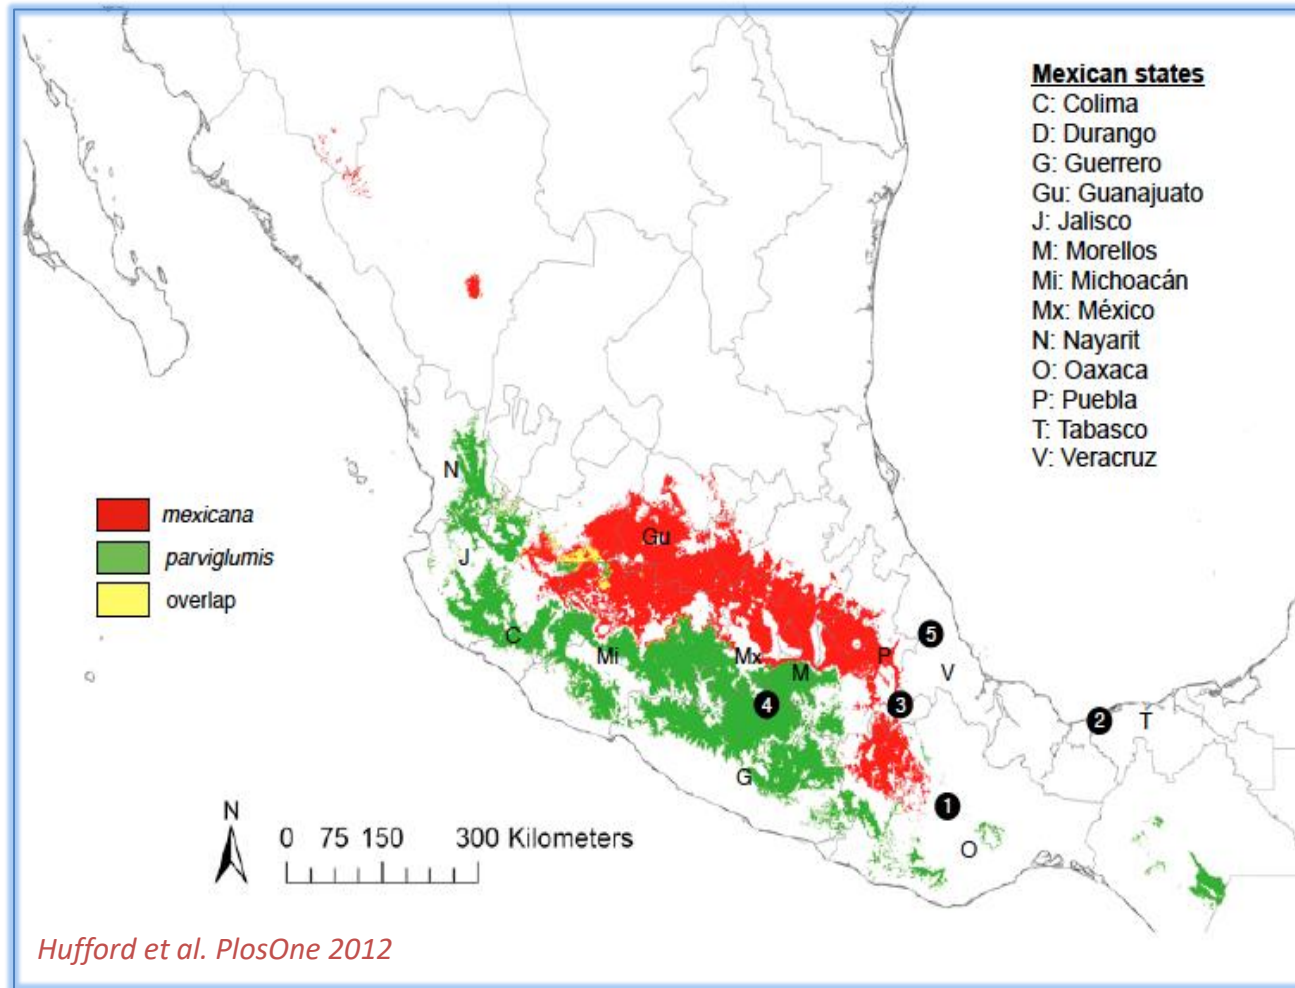 Mexican states
C: Colima
D: Durango
G: Guerrero
Gu: Guanajuato
J: Jalisco
M: Morellos
Mi: Michoacán
Mx: México
N: Nayarit
O: Oaxaca
P: Puebla
T: Tabasco
V: Veracruz
mexicana
parviglumis
overlap
N
Gu
J
C
Mi
Mx
M
P
5
V
4
3
2
T
G
1
O
N
0 75 150 300 Kilometers
Hufford et al. PlosOne 2012